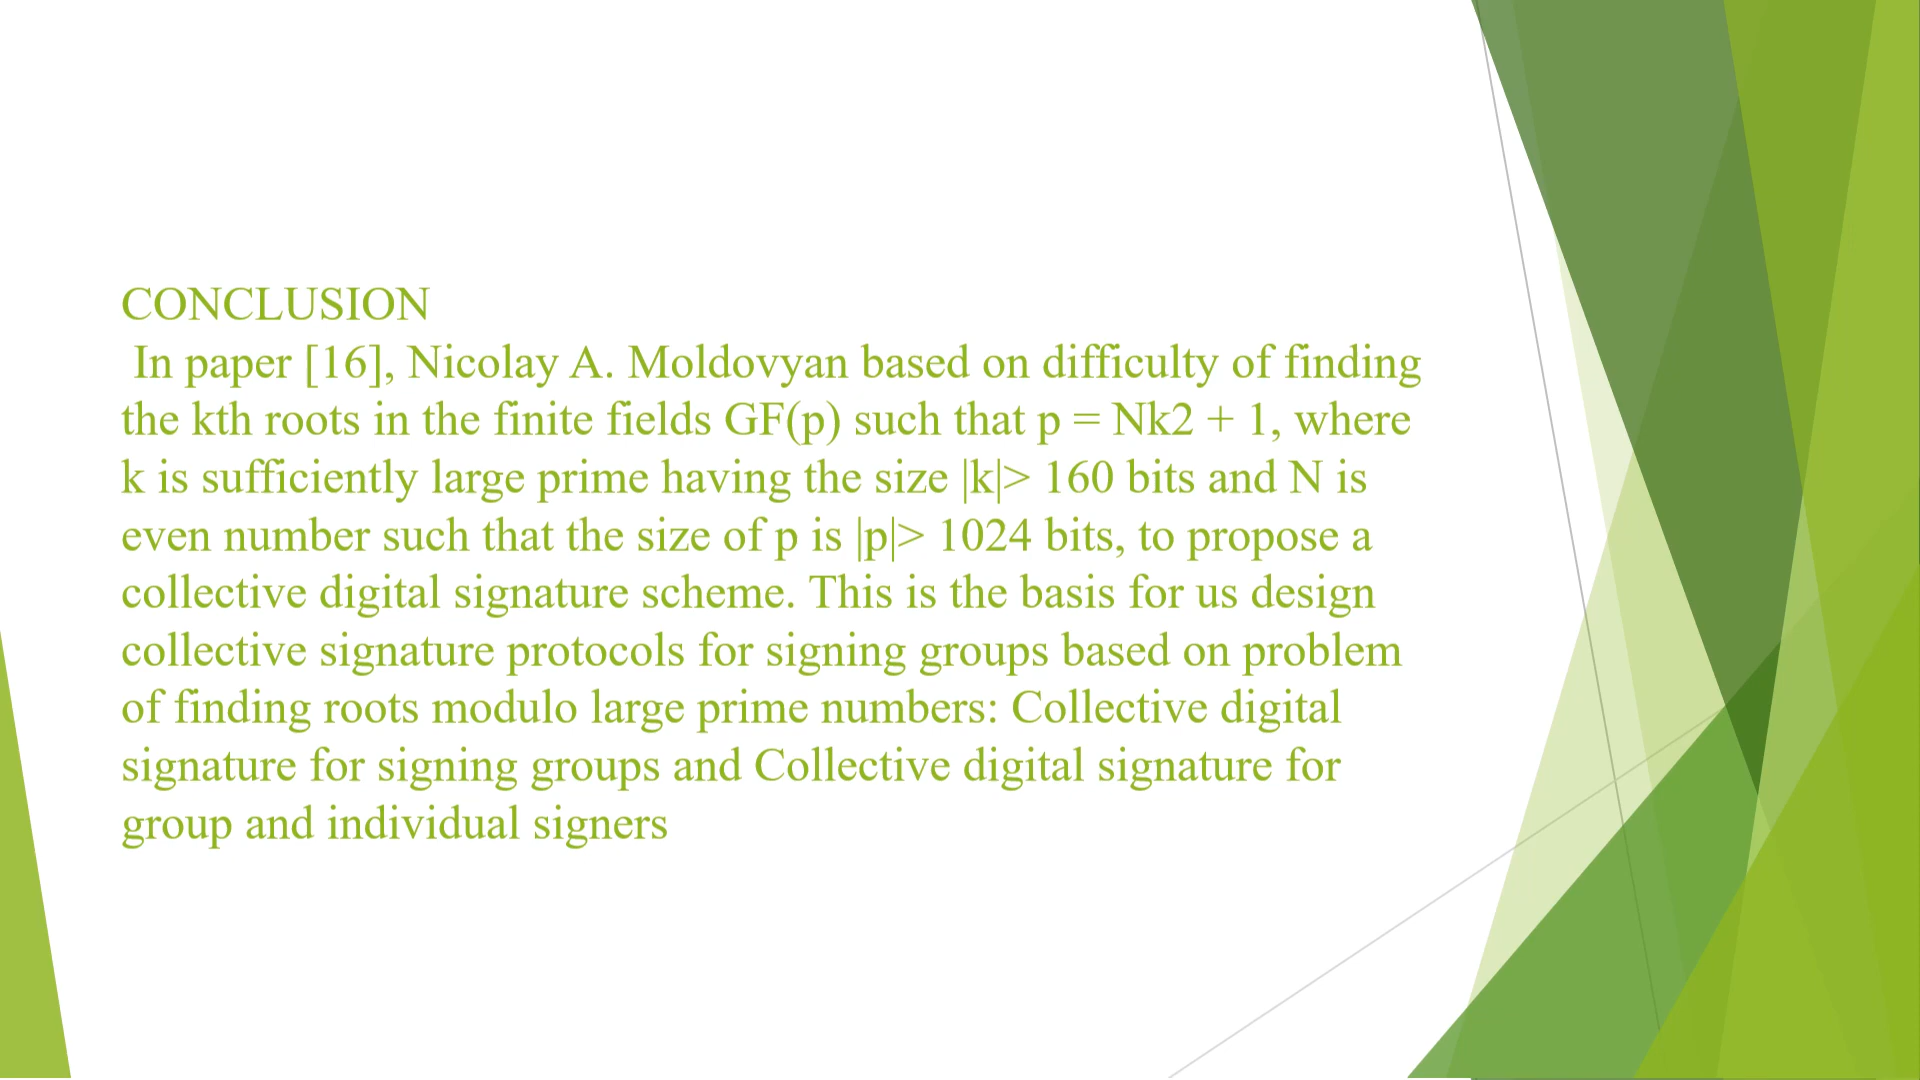 CONCLUSION
In paper [16], Nicolay A. Moldovyan based on difficulty of finding
the kth roots in the finite fields GF(p) such that p = Nk2 + 1, where
k is sufficiently large prime having the size |k|> 160 bits and N is
even number such that the size of p is |p|> 1024 bits, to propose a
collective digital signature scheme. This is the basis for us design
collective signature protocols for signing groups based on problem
of finding roots modulo large prime numbers: Collective digital
signature for signing groups and Collective digital signature for
group and individual signers